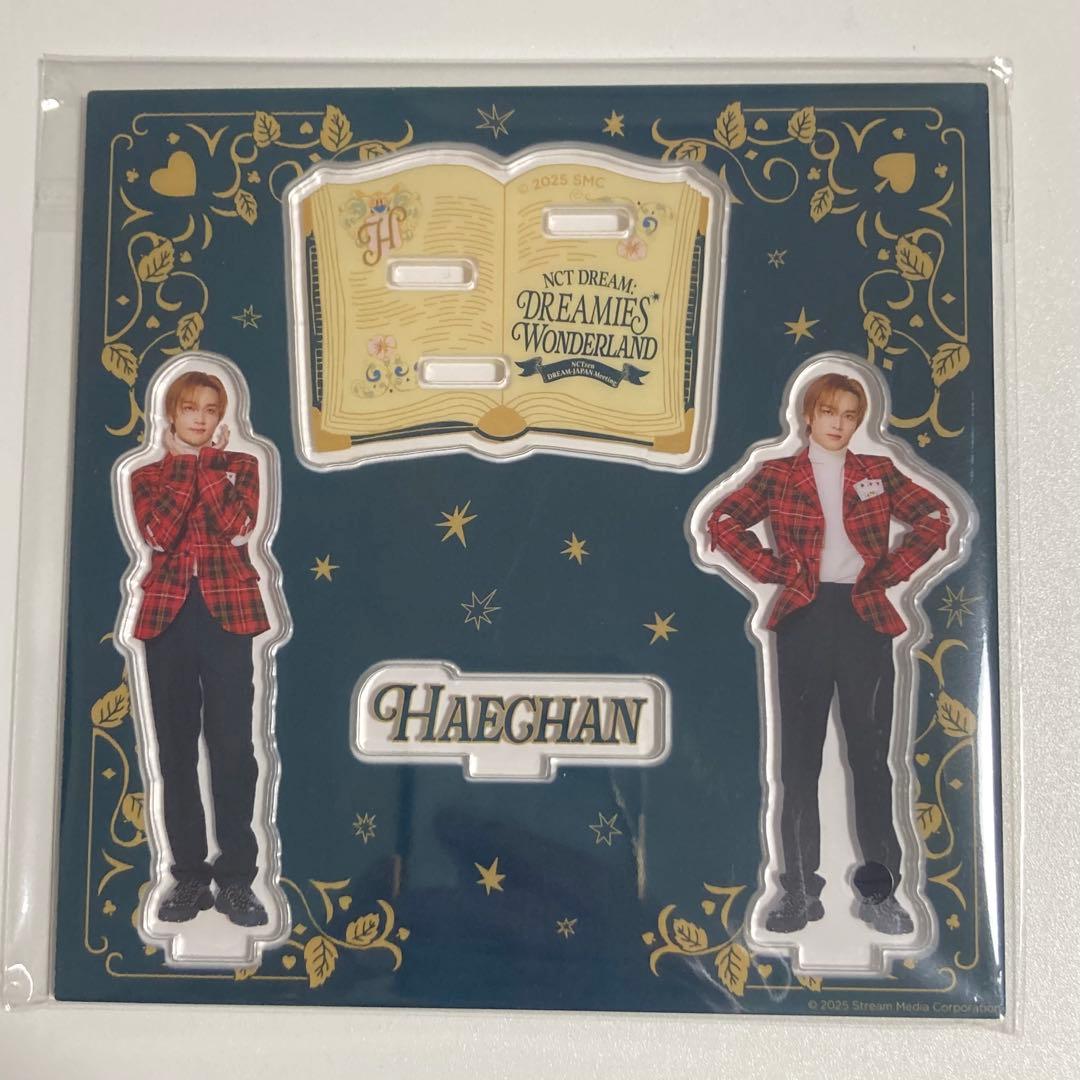 © 2025 SMC
H
NCT DREAM:
DREAMIES
WONDERLAND
NCTzen
DREAM-JAPAN Meeting
HAECHAN
© 2025 Stream Media Corporation